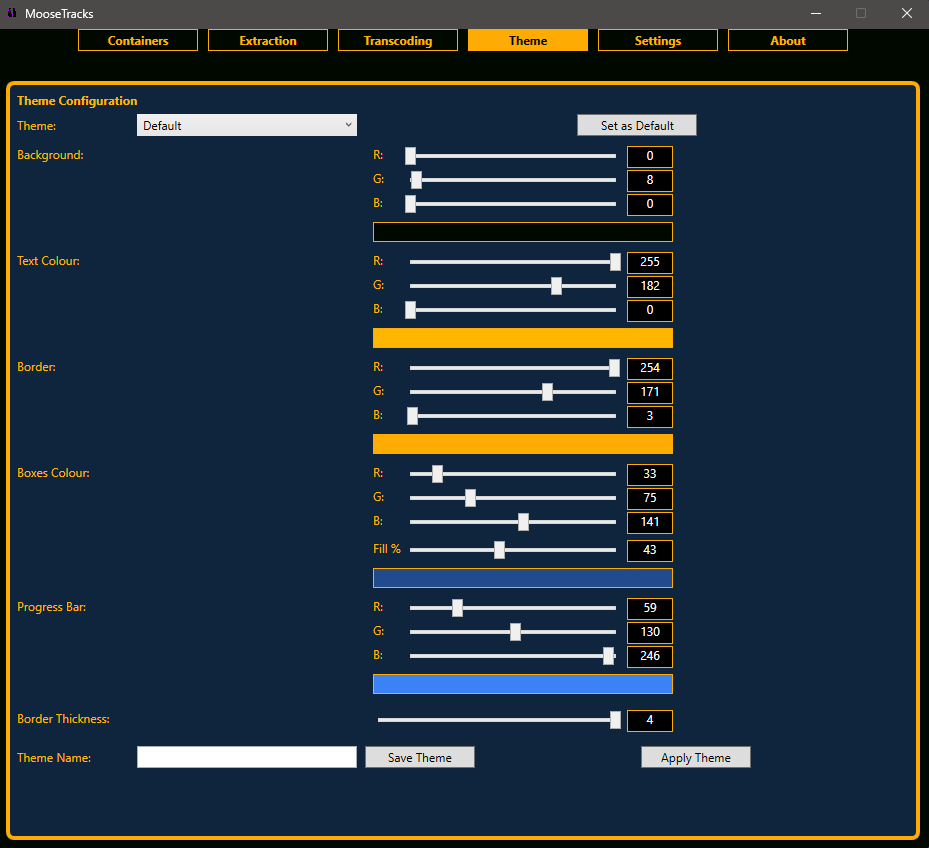 MooseTracks
Containers Extraction Transcoding Theme Settings About
Theme Configuration
Theme: Default Set as Default
Background: R: 0
G: 8
B: 0
Text Colour: R: 255
G: 182
B: 0
Border: R: 254
G: 171
B: 3
Boxes Colour: R: 33
G: 75
B: 141
Fill % 43
Progress Bar: R: 59
G: 130
B: 246
Border Thickness: 4
Theme Name: Save Theme Apply Theme